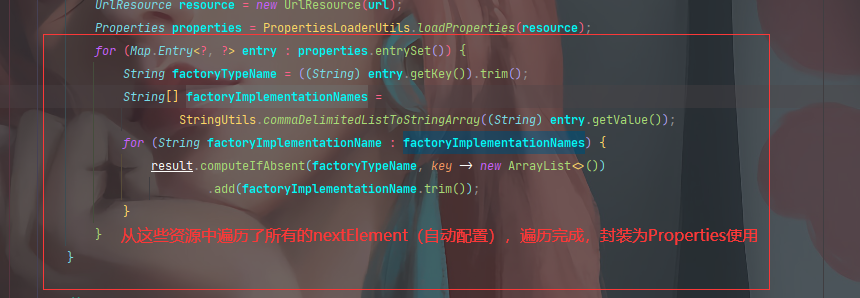 UrlResource resource = new UrlResource(url);
Properties properties = PropertiesLoaderUtils.loadProperties(resource);
for (Map.Entry<?, ?> entry : properties.entrySet()) {
String factoryTypeName = ((String) entry.getKey()).trim();
String[] factoryImplementationNames =
StringUtils.commaDelimitedListToStringArray((String) entry.getValue());
for (String factoryImplementationName : factoryImplementationNames) {
result.computeIfAbsent(factoryTypeName, key -> new ArrayList<>())
.add(factoryImplementationName.trim());
}
} 从这些资源中遍历了所有的nextElement（自动配置），遍历完成，封装为Properties使用
}